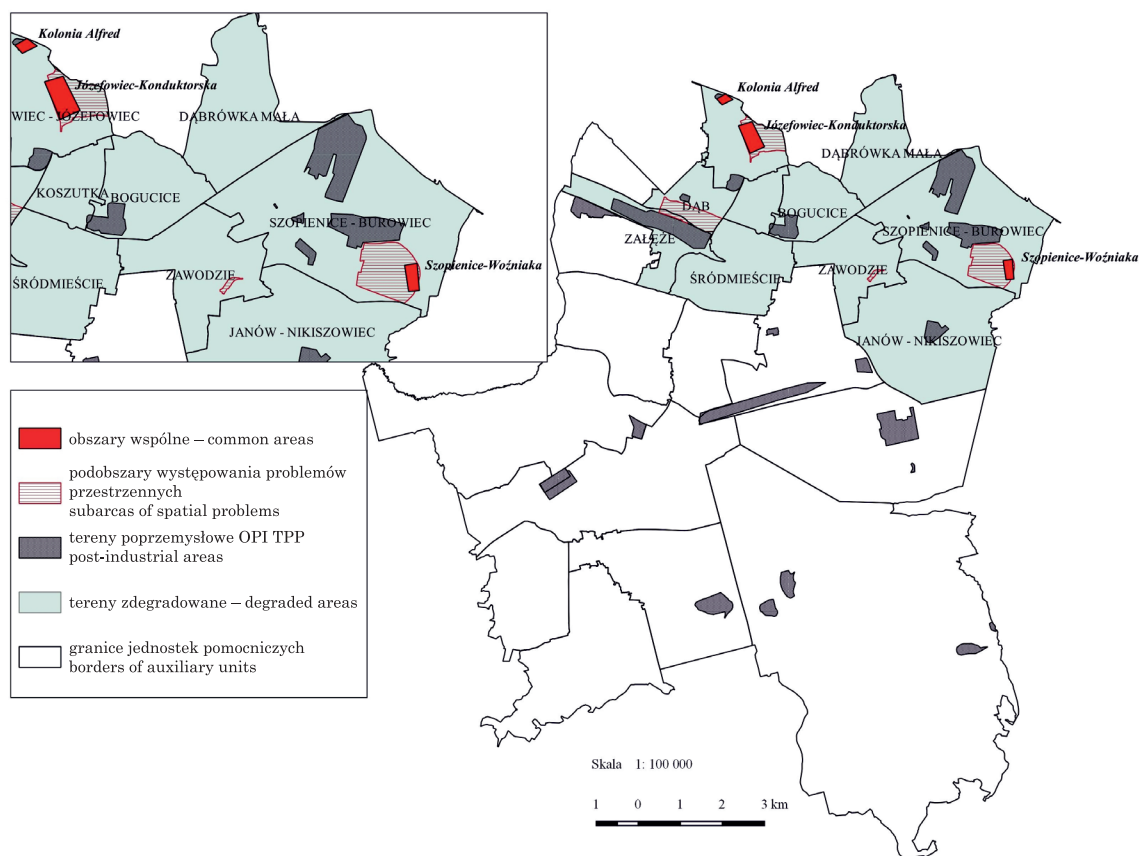 Kolonia Alfred
Józefowiec-Konduktorska
WIEC - JÓZEFOWIEC
DĄBRÓWKA MAŁA
KOSZUTKA
BOGUCICE
SZOPIENICE - BUROWIEC
Szopienice-Woźniaka
ZAWODZIE
ŚRÓDMIEŚCIE
JANÓW - NIKISZOWIEC
Kolonia Alfred
Józefowiec-Konduktorska
DĄBRÓWKA MAŁA
DĄB
BOGUCICE
ZAŁĘŻE
SZOPIENICE - BUROWIEC
Szopienice-Woźniaka
ŚRÓDMIEŚCIE
ZAWODZIE
JANÓW - NIKISZOWIEC
obszary wspólne – common areas
podobszary występowania problemów
przestrzennych
subarcas of spatial problems
tereny poprzemysłowe OPI TPP
post-industrial areas
tereny zdegradowane – degraded areas
granice jednostek pomocniczych
borders of auxiliary units
Skala 1: 100 000
1 0 1 2 3 km